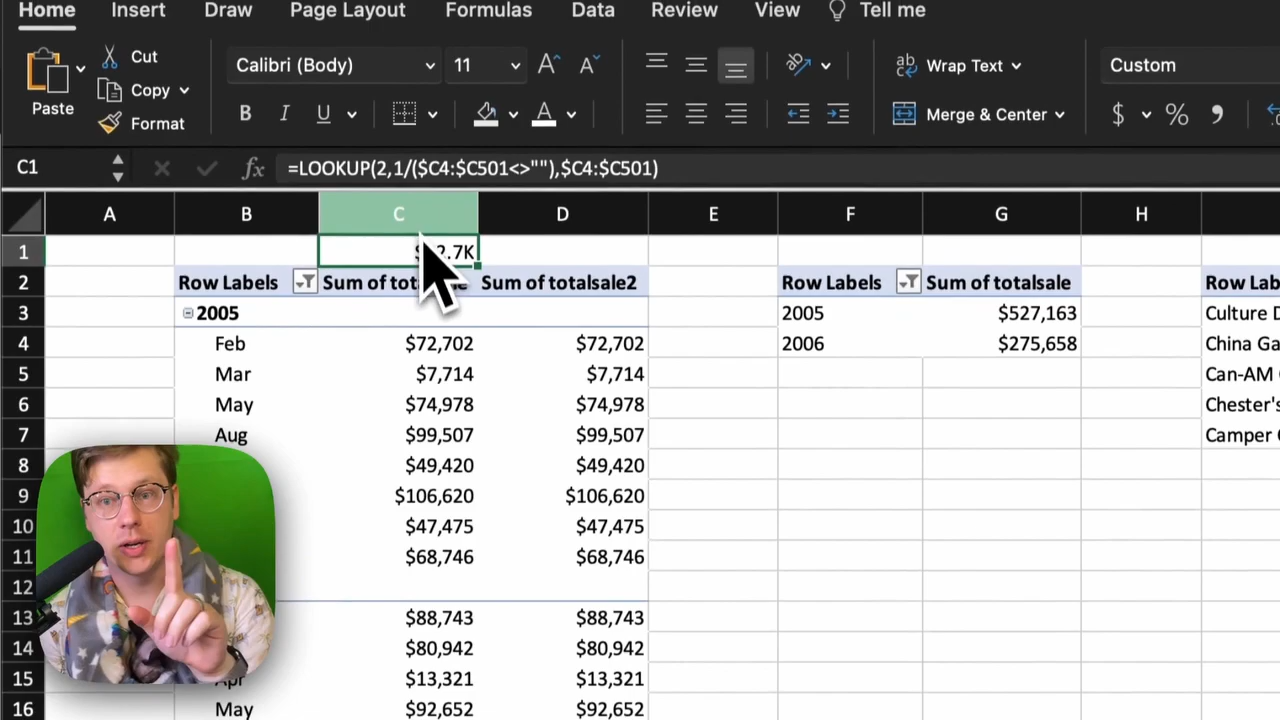 Home Insert Draw Page Layout Formulas Data Review View Tell me
Paste
Cut
Copy
Format
Calibri (Body) 11
B I U
Wrap Text
Merge & Center
Custom
$ %
C1 fx =LOOKUP(2,1/($C4:$C501<>""),$C4:$C501)
A B C D E F G H
1 2.7K
2 Row Labels Sum of Sum of totalsale2 Row Labels Sum of totalsale
3 2005 2005 $527,163 Culture
4 Feb $72,702 $72,702 2006 $275,658 China
5 Mar $7,714 $7,714 Can-AM
6 May $74,978 $74,978 Chester's
7 Aug $99,507 $99,507 Camper
8 $49,420 $49,420
9 $106,620 $106,620
10 $47,475 $47,475
11 $68,746 $68,746
12
13 $88,743 $88,743
14 $80,942 $80,942
15 Apr $13,321 $13,321
16 May $92,652 $92,652